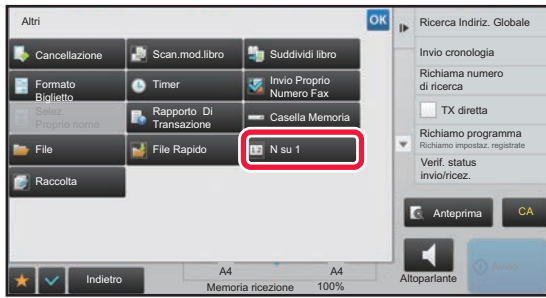 Altri
OK
Cancellazione
Scan.mod.libro
Suddividi libro
Formato
Biglietto
Timer
Invio Proprio
Numero Fax
Selez.
Proprio nome
Rapporto Di
Transazione
Casella Memoria
File
File Rapido
N su 1
Raccolta
Indietro
A4
A4
Memoria ricezione
100%
Ricerca Indiriz. Globale
Invio cronologia
Richiama numero
di ricerca
TX diretta
Richiamo programma
Richiamo impostaz. registrate
Verif. status
invio/ricez.
Anteprima
CA
Altoparlante
Avvio